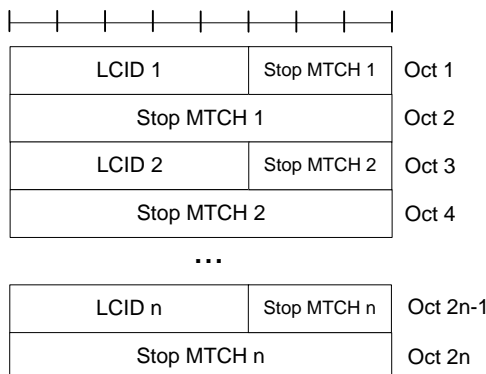 LCID 1 Stop MTCH 1 Oct 1
Stop MTCH 1 Oct 2
LCID 2 Stop MTCH 2 Oct 3
Stop MTCH 2 Oct 4
...
LCID n Stop MTCH n Oct 2n-1
Stop MTCH n Oct 2n